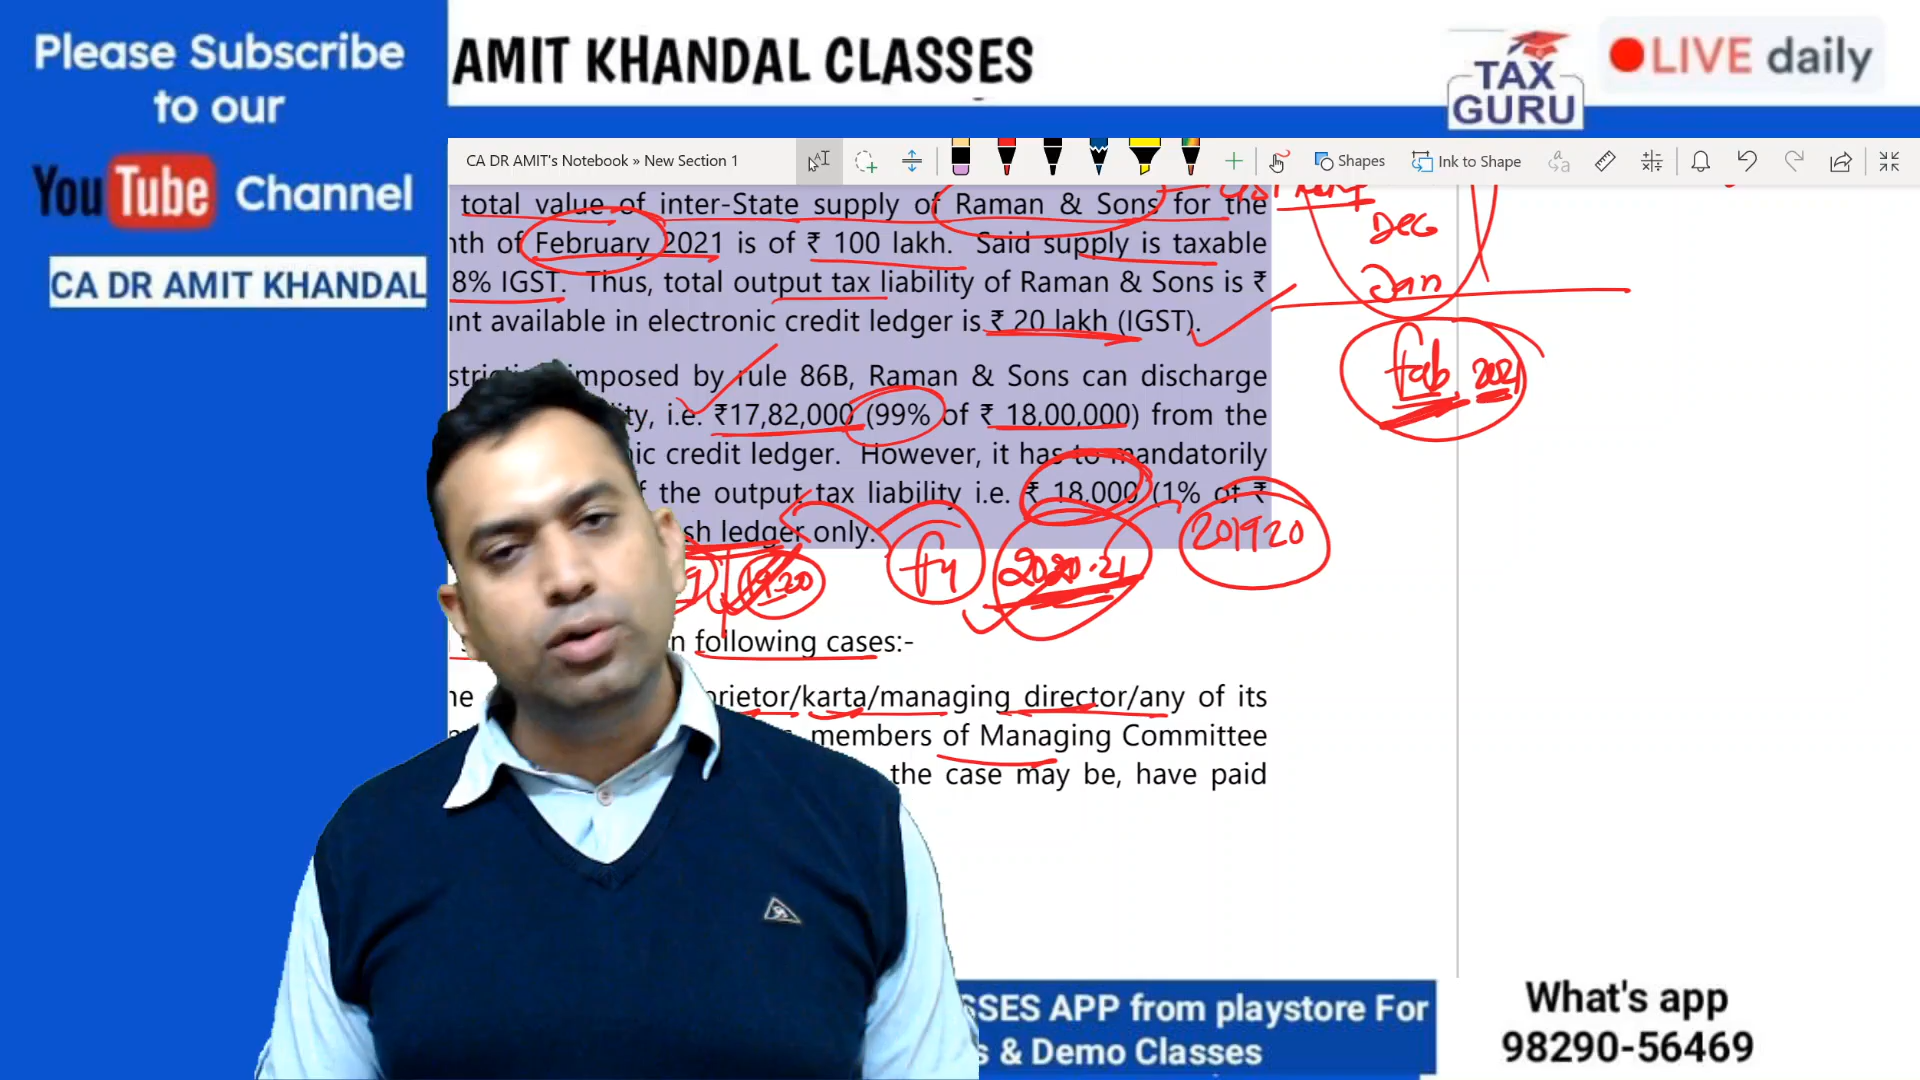 Please Subscribe
to our
YouTube Channel
CA DR AMIT KHANDAL
AMIT KHANDAL CLASSES
TAX
GURU
LIVE daily
CA DR AMIT's Notebook » New Section 1
Shapes
Ink to Shape
total value of inter-State supply of Raman & Sons for the
nth of February 2021 is of ₹ 100 lakh. Said supply is taxable
8% IGST. Thus, total output tax liability of Raman & Sons is ₹
unt available in electronic credit ledger is ₹ 20 lakh (IGST).
imposed by rule 86B, Raman & Sons can discharge
ity, i.e. ₹17,82,000 (99% of ₹ 18,00,000) from the
ic credit ledger. However, it has to mandatorily
f the output tax liability i.e. ₹ 18,000 (1% of ₹
sh ledger only.
Dec
Jan
feb 2021
19.20
fy
2020.21
201920
n following cases:-
prietor/karta/managing director/any of its
members of Managing Committee
the case may be, have paid
SSES APP from playstore For
s & Demo Classes
What's app
98290-56469